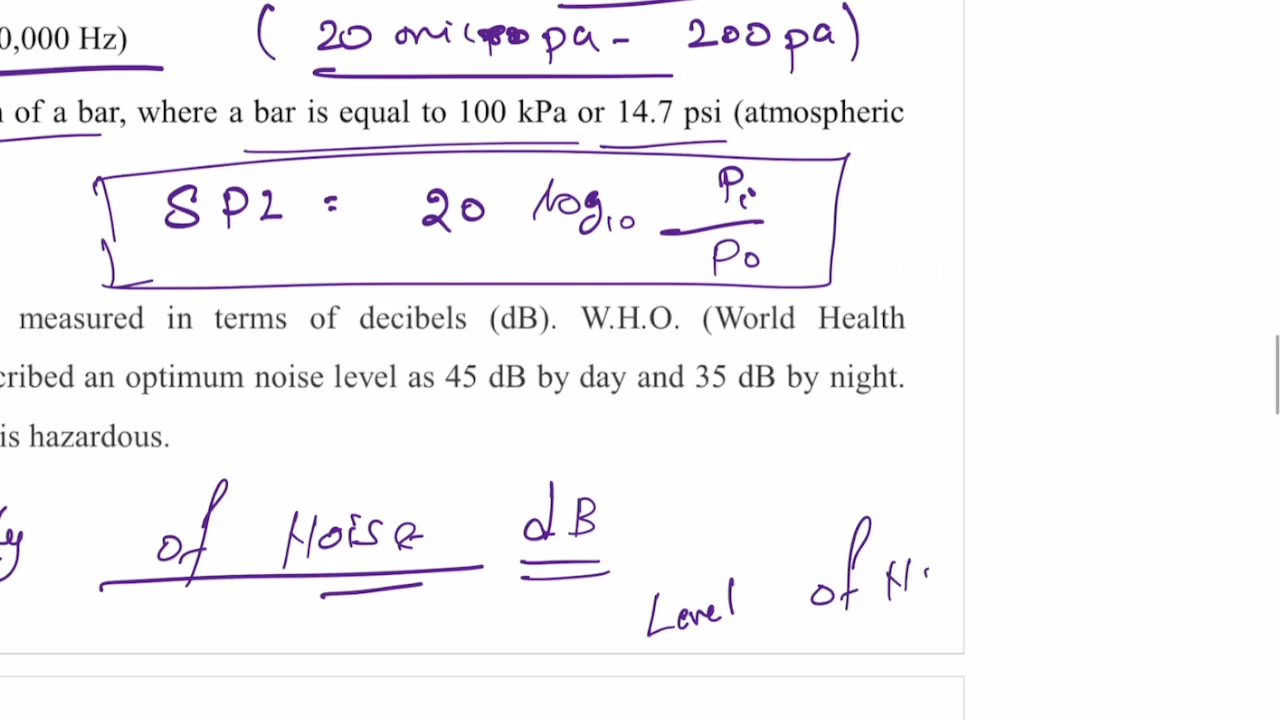 0,000 Hz) ( 20 micro pa - 200 pa )
of a bar, where a bar is equal to 100 kPa or 14.7 psi (atmospheric
SPL = 20 log10 Pi / Po
measured in terms of decibels (dB). W.H.O. (World Health
cribed an optimum noise level as 45 dB by day and 35 dB by night.
is hazardous.
of Noise dB
Level of